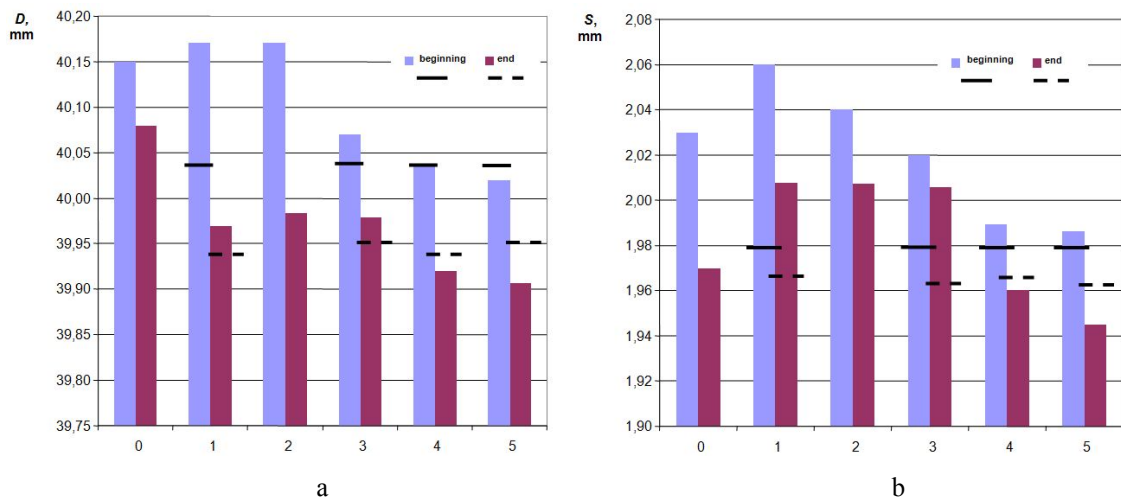 D,
mm
40,20
40,15
40,10
40,05
40,00
39,95
39,90
39,85
39,80
39,75
beginning end
0 1 2 3 4 5
a
S,
mm
2,08
2,06
2,04
2,02
2,00
1,98
1,96
1,94
1,92
1,90
beginning end
0 1 2 3 4 5
b